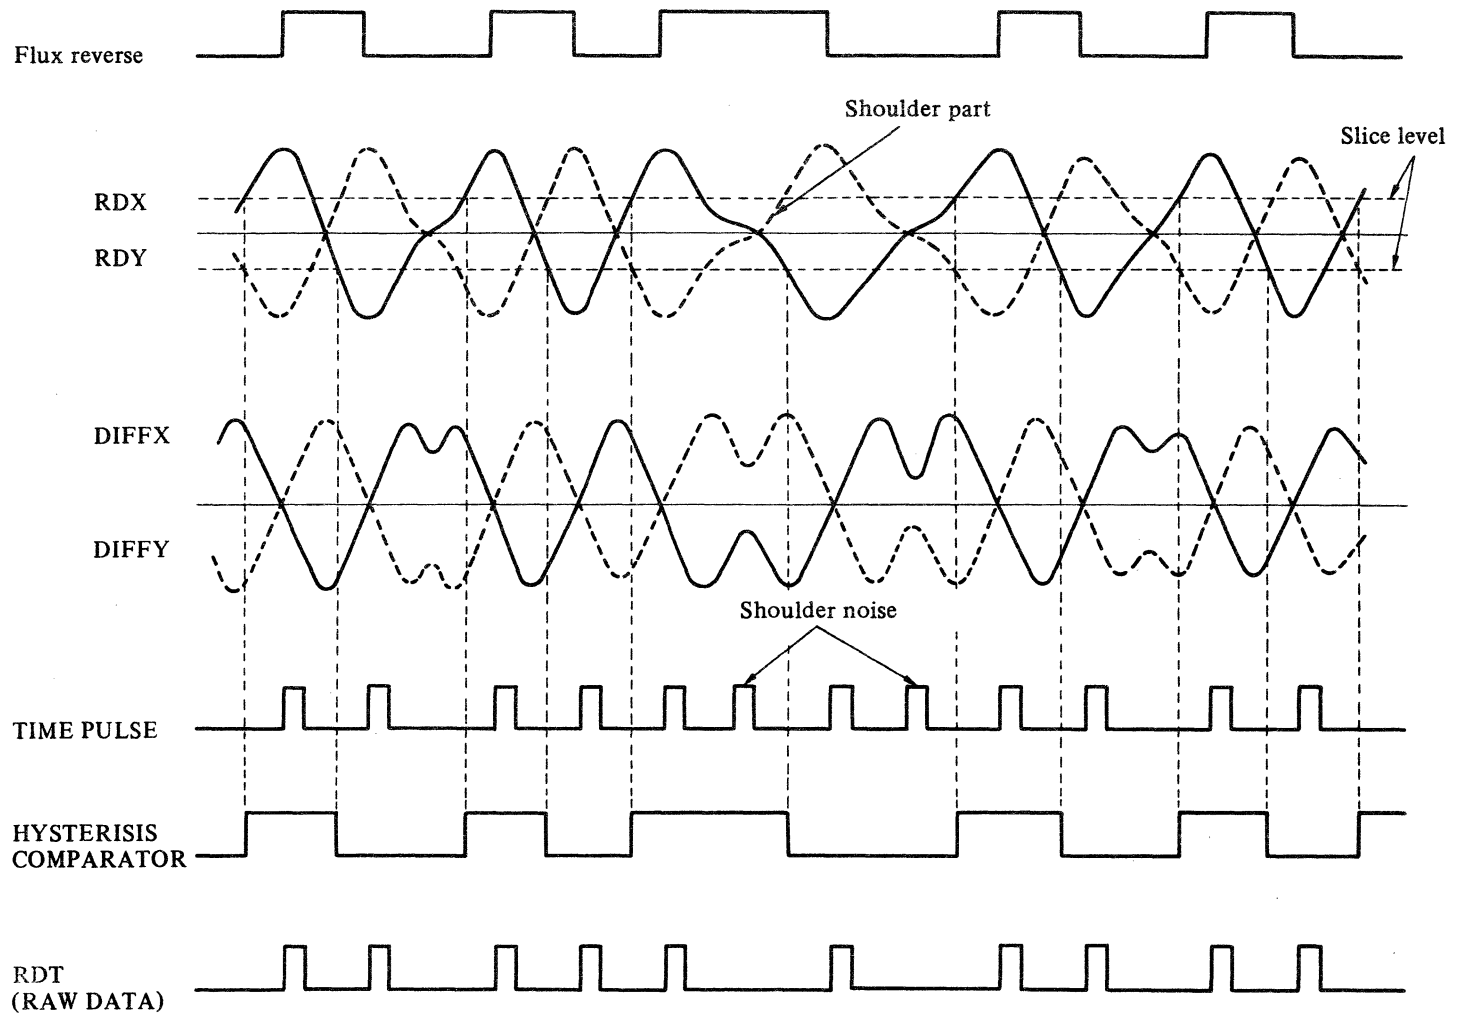 Flux reverse
Shoulder part
Slice level
RDX
RDY
DIFFX
DIFFY
Shoulder noise
TIME PULSE
HYSTERISIS
COMPARATOR
RDT
(RAW DATA)